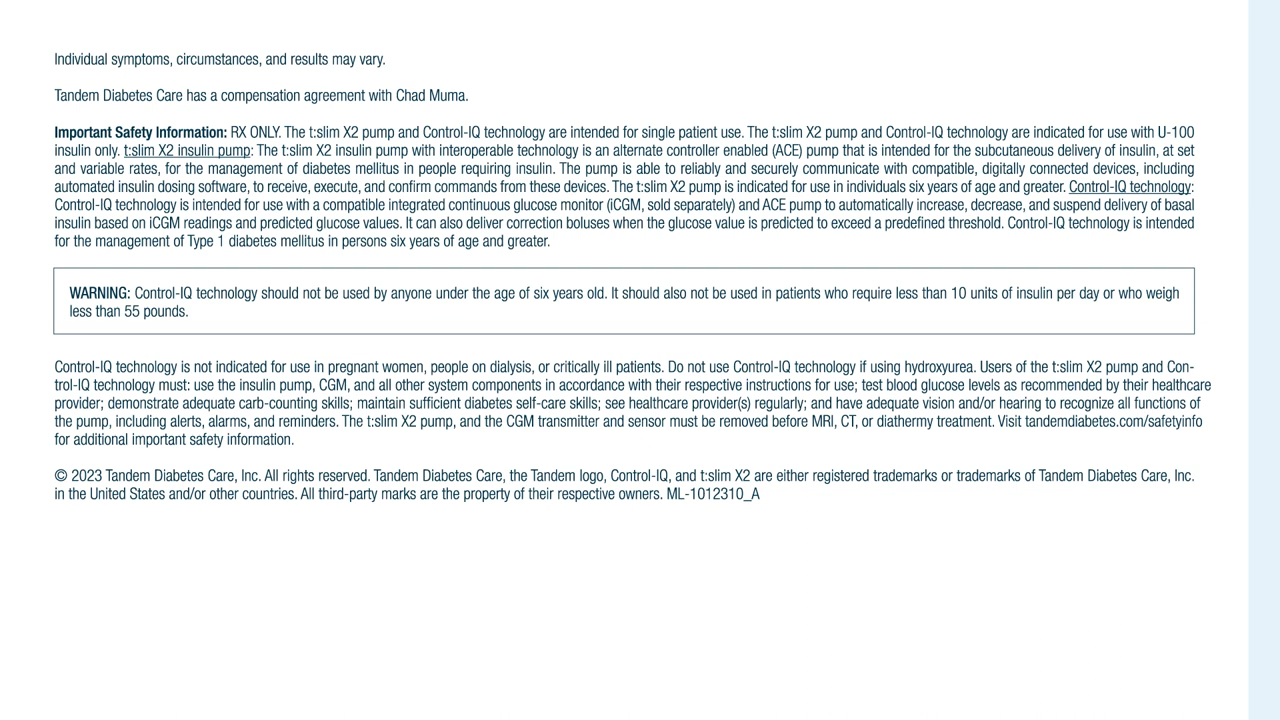 Individual symptoms, circumstances, and results may vary.
Tandem Diabetes Care has a compensation agreement with Chad Muma.
Important Safety Information: RX ONLY. The t:slim X2 pump and Control-IQ technology are intended for single patient use. The t:slim X2 pump and Control-IQ technology are indicated for use with U-100
insulin only. t:slim X2 insulin pump: The t:slim X2 insulin pump with interoperable technology is an alternate controller enabled (ACE) pump that is intended for the subcutaneous delivery of insulin, at set
and variable rates, for the management of diabetes mellitus in people requiring insulin. The pump is able to reliably and securely communicate with compatible, digitally connected devices, including
automated insulin dosing software, to receive, execute, and confirm commands from these devices. The t:slim X2 pump is indicated for use in individuals six years of age and greater. Control-IQ technology:
Control-IQ technology is intended for use with a compatible integrated continuous glucose monitor (iCGM, sold separately) and ACE pump to automatically increase, decrease, and suspend delivery of basal
insulin based on iCGM readings and predicted glucose values. It can also deliver correction boluses when the glucose value is predicted to exceed a predefined threshold. Control-IQ technology is intended
for the management of Type 1 diabetes mellitus in persons six years of age and greater.
WARNING: Control-IQ technology should not be used by anyone under the age of six years old. It should also not be used in patients who require less than 10 units of insulin per day or who weigh
less than 55 pounds.
Control-IQ technology is not indicated for use in pregnant women, people on dialysis, or critically ill patients. Do not use Control-IQ technology if using hydroxyurea. Users of the t:slim X2 pump and Con-
trol-IQ technology must: use the insulin pump, CGM, and all other system components in accordance with their respective instructions for use; test blood glucose levels as recommended by their healthcare
provider; demonstrate adequate carb-counting skills; maintain sufficient diabetes self-care skills; see healthcare provider(s) regularly; and have adequate vision and/or hearing to recognize all functions of
the pump, including alerts, alarms, and reminders. The t:slim X2 pump, and the CGM transmitter and sensor must be removed before MRI, CT, or diathermy treatment. Visit tandemdiabetes.com/safetyinfo
for additional important safety information.
© 2023 Tandem Diabetes Care, Inc. All rights reserved. Tandem Diabetes Care, the Tandem logo, Control-IQ, and t:slim X2 are either registered trademarks or trademarks of Tandem Diabetes Care, Inc.
in the United States and/or other countries. All third-party marks are the property of their respective owners. ML-1012310_A